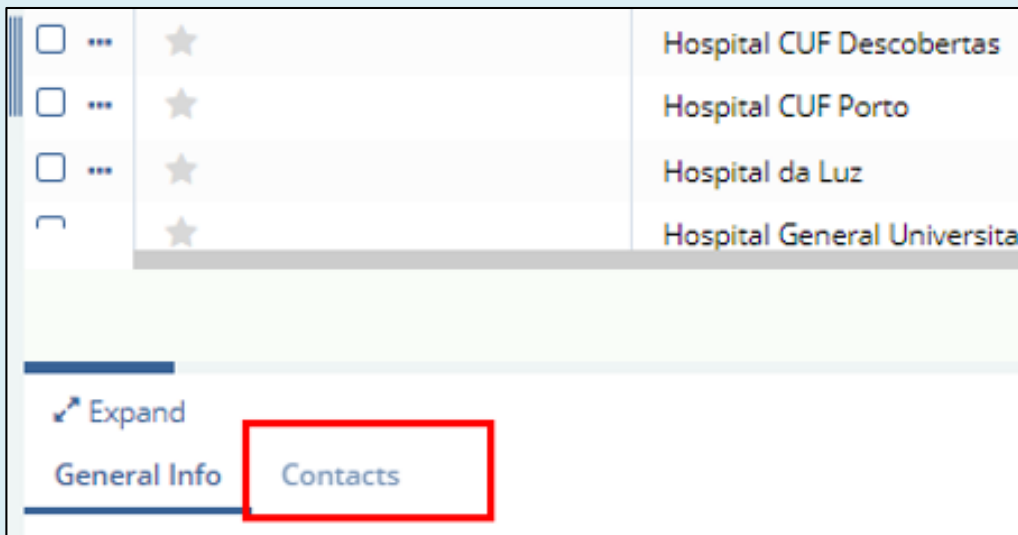 Hospital CUF Descobertas
Hospital CUF Porto
Hospital da Luz
Hospital General Universita
Expand
General Info Contacts